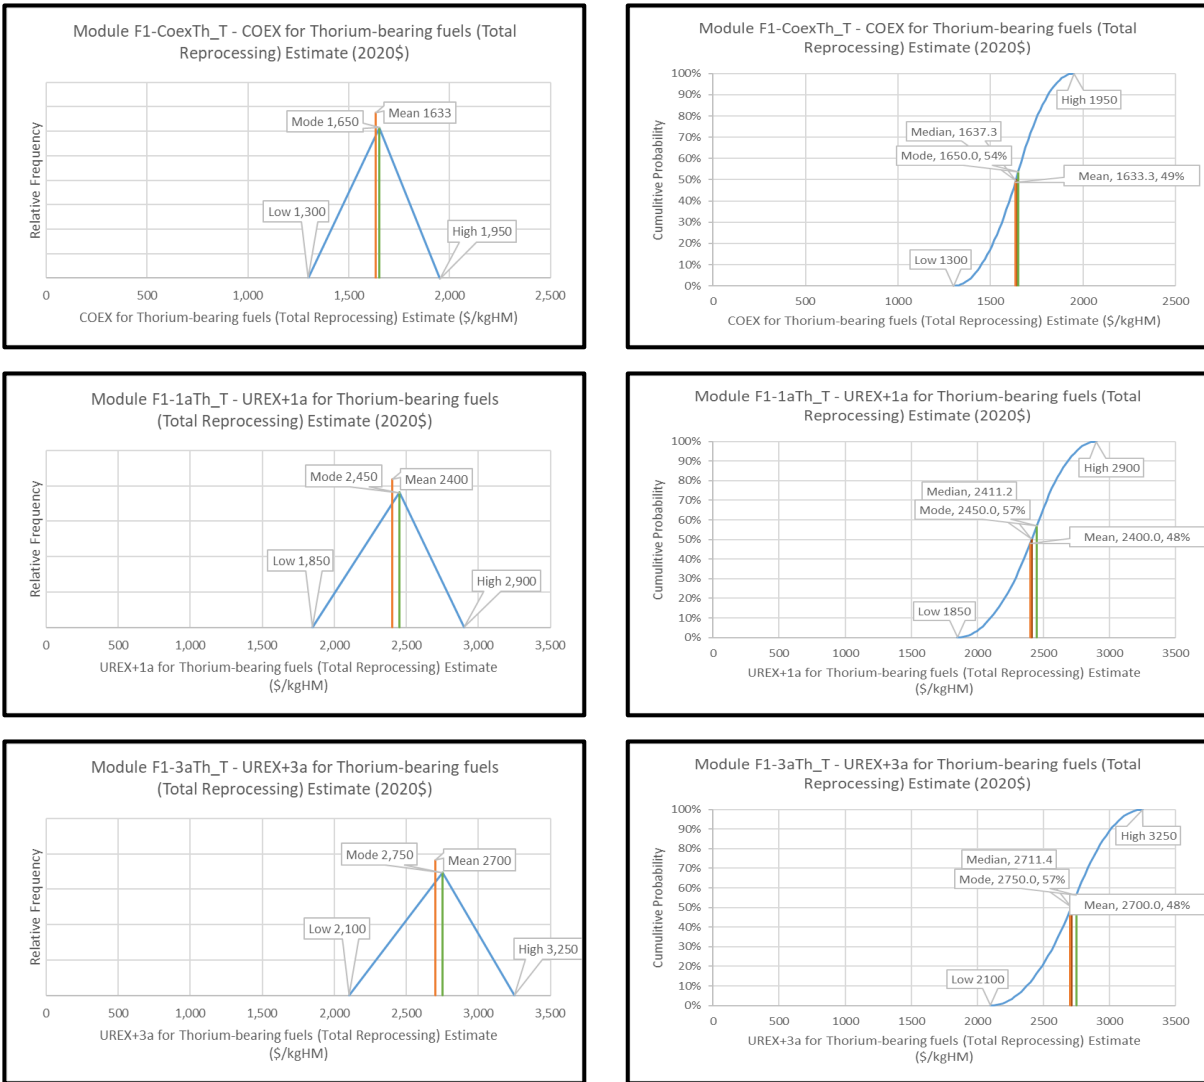 Module F1-CoexTh_T - COEX for Thorium-bearing fuels (Total
Reprocessing) Estimate (2020$)
Relative Frequency
Mode 1,650
Mean 1633
Low 1,300
High 1,950
0 500 1,000 1,500 2,000 2,500
COEX for Thorium-bearing fuels (Total Reprocessing) Estimate ($/kgHM)
Module F1-CoexTh_T - COEX for Thorium-bearing fuels (Total
Reprocessing) Estimate (2020$)
Cumulitive Probability
100%
90%
80%
70%
60%
50%
40%
30%
20%
10%
0%
High 1950
Median, 1637.3
Mode, 1650.0, 54%
Mean, 1633.3, 49%
Low 1300
0 500 1000 1500 2000 2500
COEX for Thorium-bearing fuels (Total Reprocessing) Estimate ($/kgHM)
Module F1-1aTh_T - UREX+1a for Thorium-bearing fuels
(Total Reprocessing) Estimate (2020$)
Relative Frequency
Mode 2,450
Mean 2400
Low 1,850
High 2,900
0 500 1,000 1,500 2,000 2,500 3,000 3,500
UREX+1a for Thorium-bearing fuels (Total Reprocessing) Estimate
($/kgHM)
Module F1-1aTh_T - UREX+1a for Thorium-bearing fuels (Total
Reprocessing) Estimate (2020$)
Cumulitive Probability
100%
90%
80%
70%
60%
50%
40%
30%
20%
10%
0%
High 2900
Median, 2411.2
Mode, 2450.0, 57%
Mean, 2400.0, 48%
Low 1850
0 500 1000 1500 2000 2500 3000 3500
UREX+1a for Thorium-bearing fuels (Total Reprocessing) Estimate
($/kgHM)
Module F1-3aTh_T - UREX+3a for Thorium-bearing fuels
(Total Reprocessing) Estimate (2020$)
Relative Frequency
Mode 2,750
Mean 2700
Low 2,100
High 3,250
0 500 1,000 1,500 2,000 2,500 3,000 3,500
UREX+3a for Thorium-bearing fuels (Total Reprocessing) Estimate
($/kgHM)
Module F1-3aTh_T - UREX+3a for Thorium-bearing fuels (Total
Reprocessing) Estimate (2020$)
Cumulitive Probability
100%
90%
80%
70%
60%
50%
40%
30%
20%
10%
0%
High 3250
Median, 2711.4
Mode, 2750.0, 57%
Mean, 2700.0, 48%
Low 2100
0 500 1000 1500 2000 2500 3000 3500
UREX+3a for Thorium-bearing fuels (Total Reprocessing) Estimate
($/kgHM)